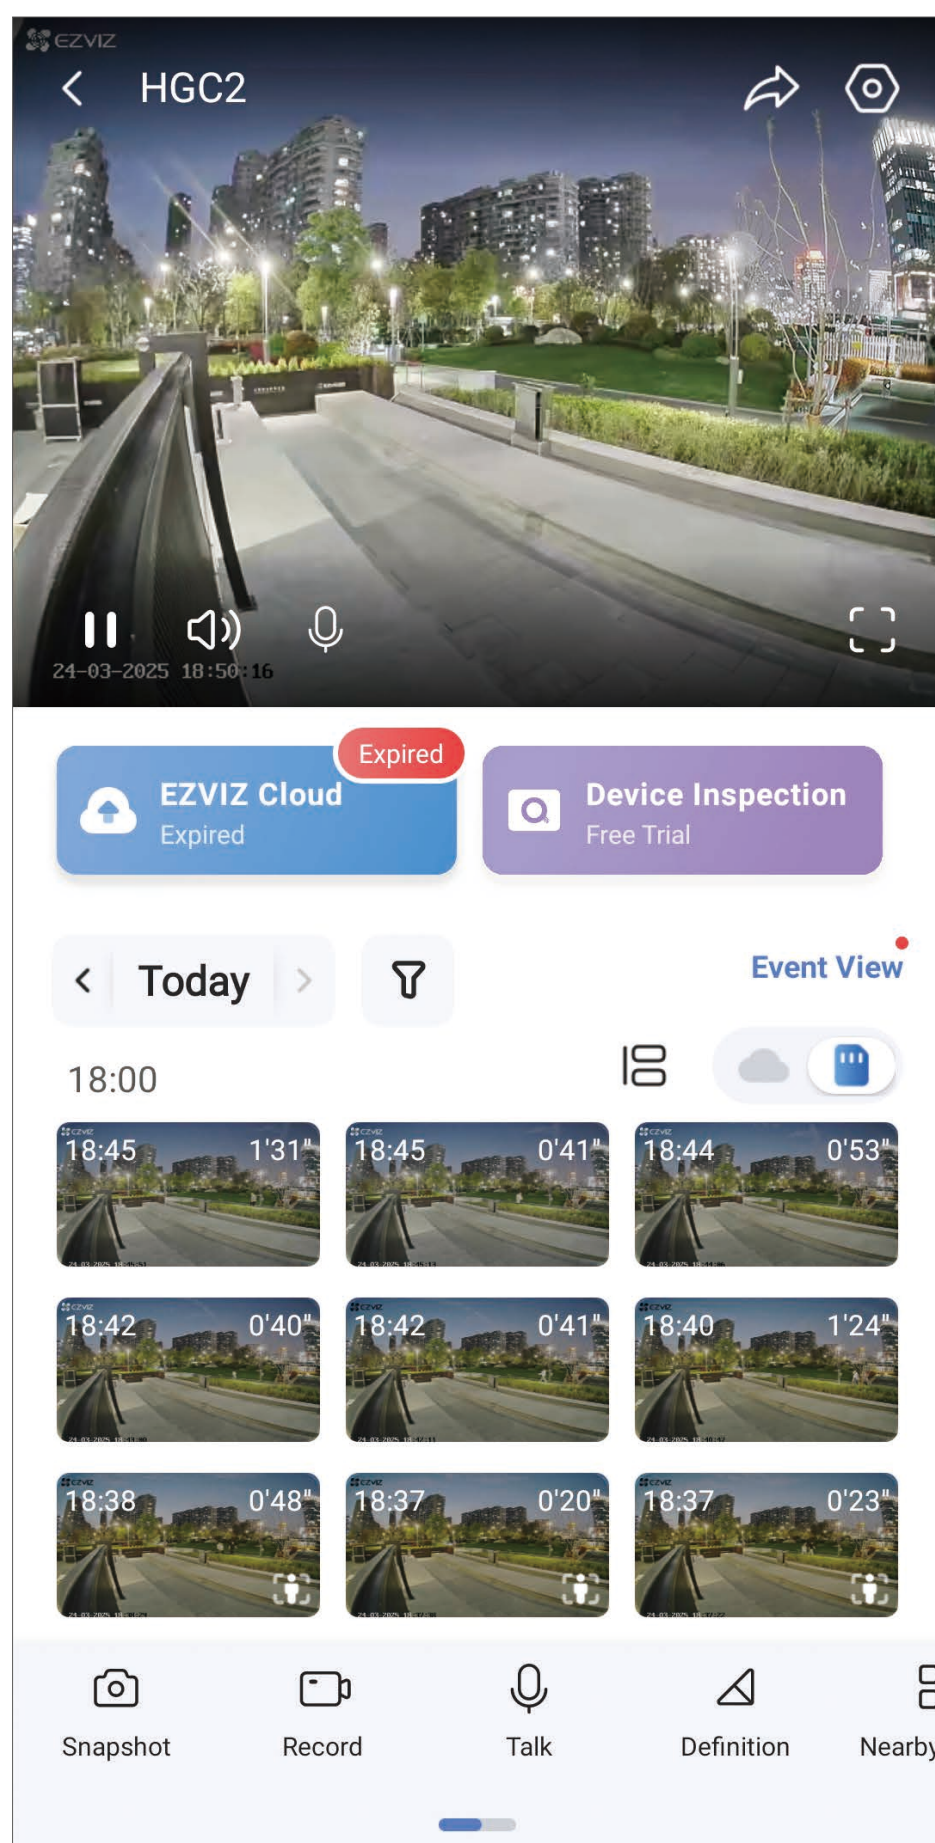 EZVIZ
HGC2
24-03-2025 18:50:16
Expired
EZVIZ Cloud
Expired
Device Inspection
Free Trial
Today
Event View
18:00
18:45 1'31"
18:45 0'41"
18:44 0'53"
18:42 0'40"
18:42 0'41"
18:40 1'24"
18:38 0'48"
18:37 0'20"
18:37 0'23"
Snapshot
Record
Talk
Definition
Nearby